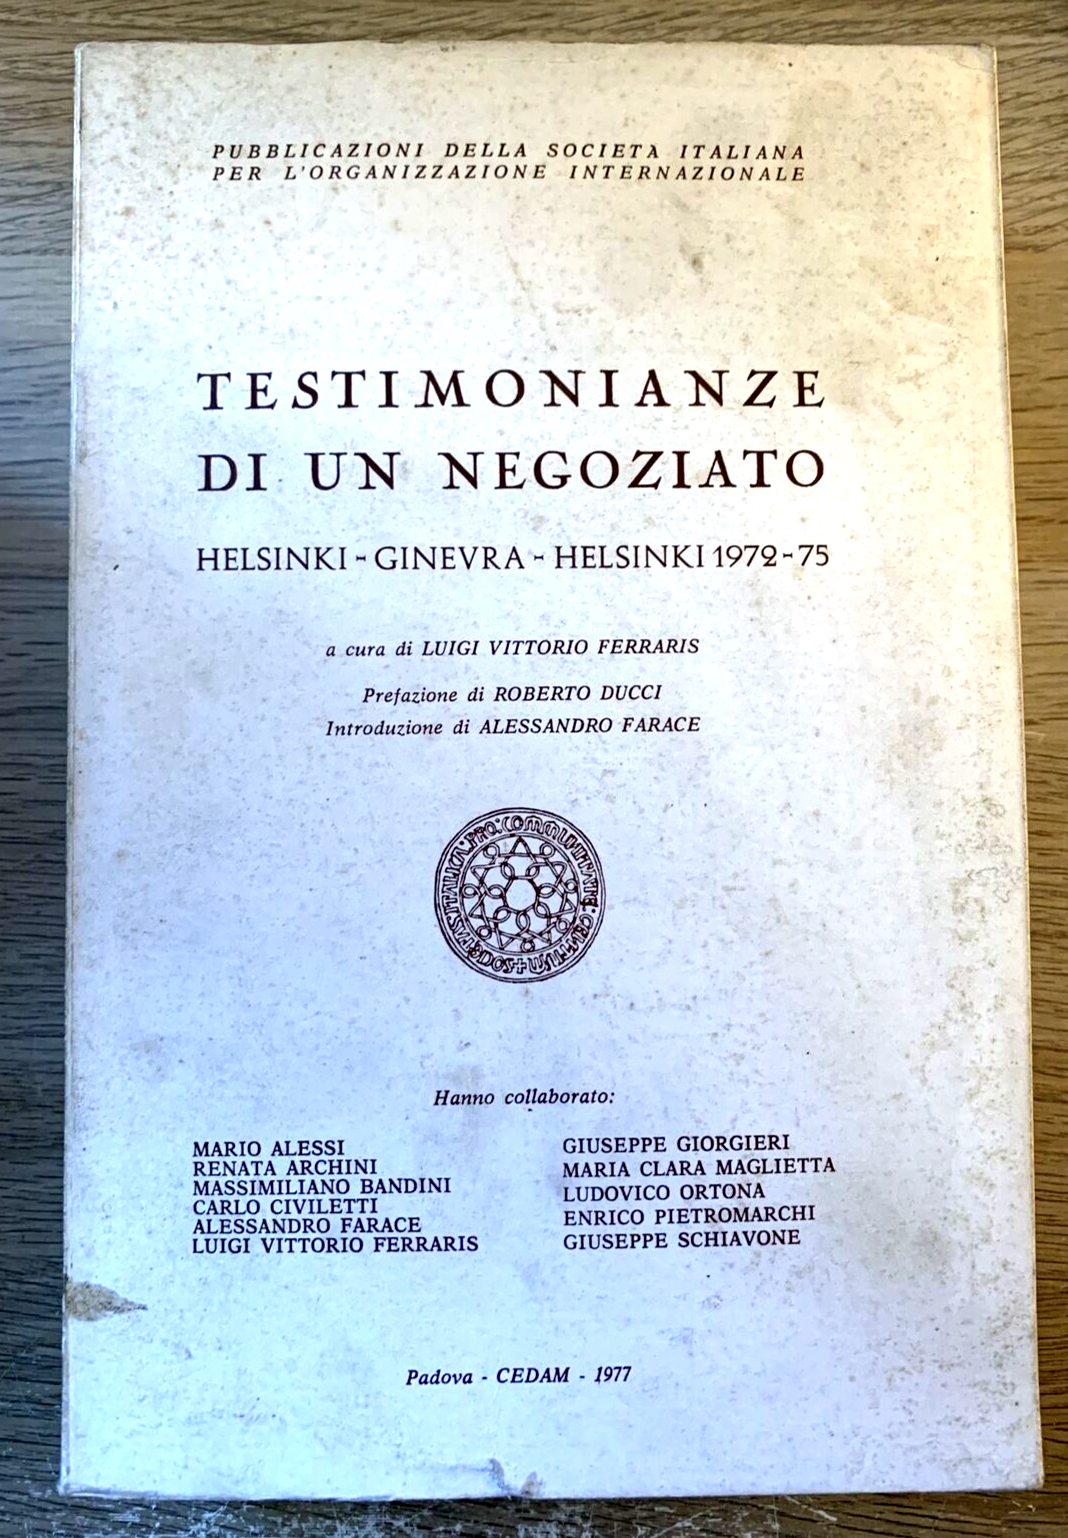 PUBBLICAZIONI DELLA SOCIETÀ ITALIANA
PER L'ORGANIZZAZIONE INTERNAZIONALE
TESTIMONIANZE
DI UN NEGOZIATO
HELSINKI - GINEVRA - HELSINKI 1972-75
a cura di LUIGI VITTORIO FERRARIS
Prefazione di ROBERTO DUCCI
Introduzione di ALESSANDRO FARACE
Hanno collaborato:
MARIO ALESSI
RENATA ARCHINI
MASSIMILIANO BANDINI
CARLO CIVILETTI
ALESSANDRO FARACE
LUIGI VITTORIO FERRARIS
GIUSEPPE GIORGIERI
MARIA CLARA MAGLIETTA
LUDOVICO ORTONA
ENRICO PIETROMARCHI
GIUSEPPE SCHIAVONE
Padova - CEDAM - 1977